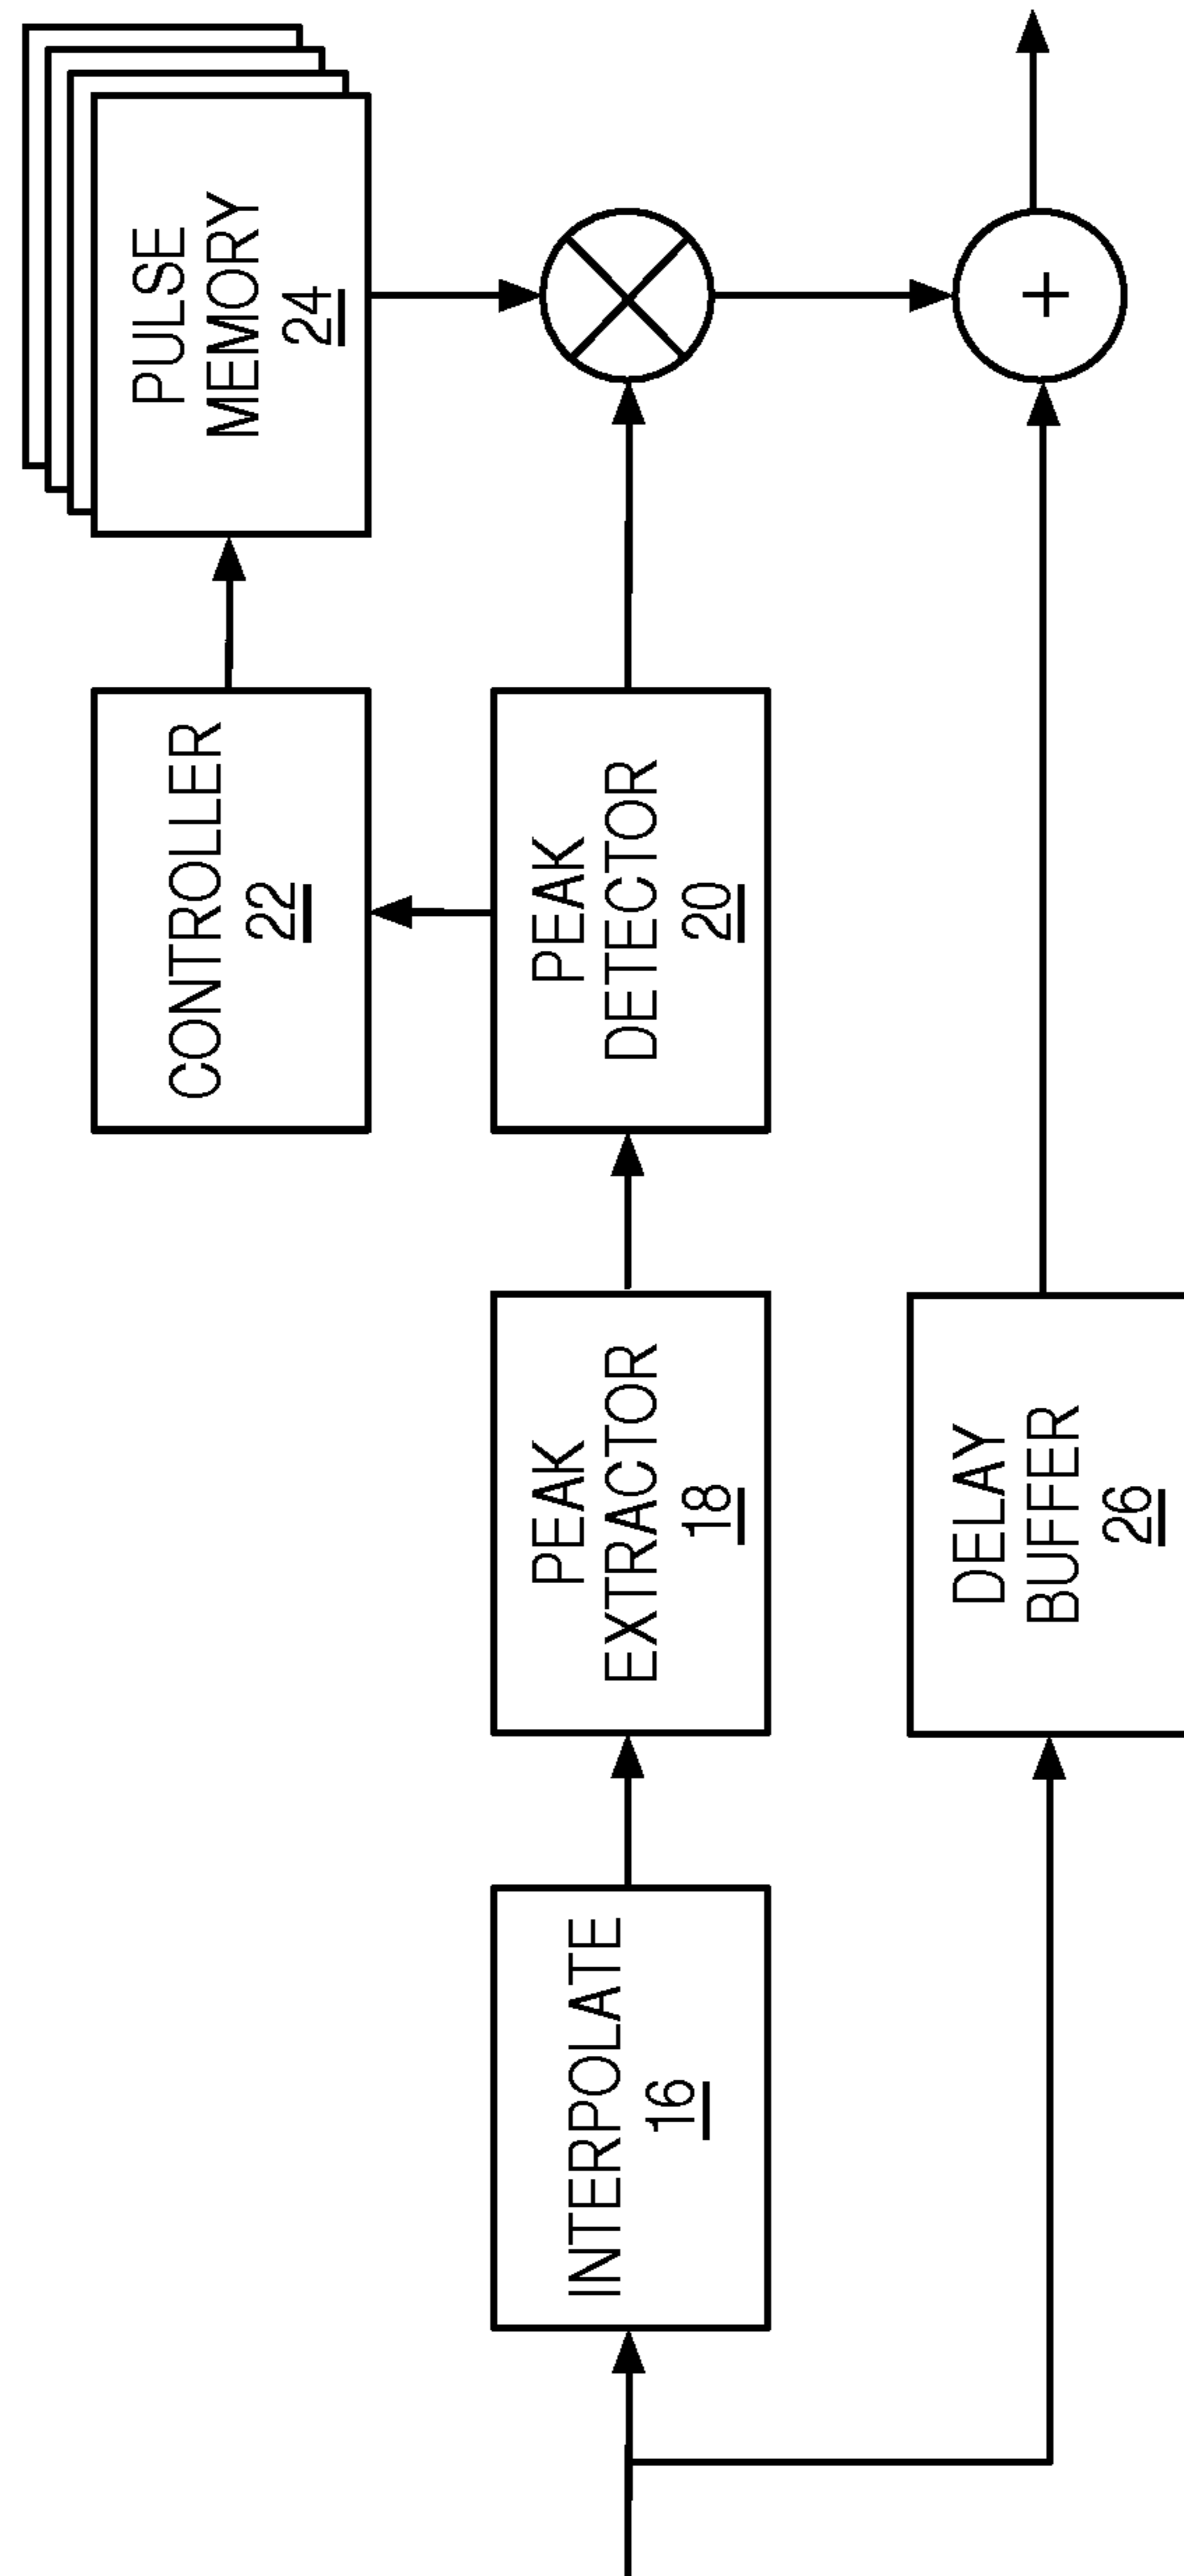 PULSE
MEMORY
24
CONTROLLER
22
INTERPOLATE
16
PEAK
EXTRACTOR
18
PEAK
DETECTOR
20
+
DELAY
BUFFER
26